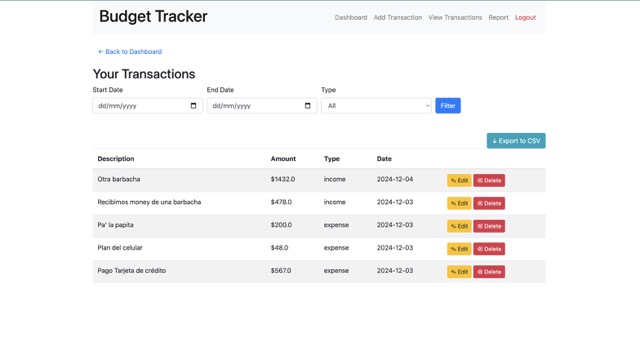 Budget Tracker
Dashboard Add Transaction View Transactions Report Logout
← Back to Dashboard
Your Transactions
Start Date End Date Type
dd/mm/yyyy dd/mm/yyyy All Filter
↓ Export to CSV
Description Amount Type Date
Otra barbacha $1432.0 income 2024-12-04 Edit Delete
Recibimos money de una barbacha $478.0 income 2024-12-03 Edit Delete
Pa' la papita $200.0 expense 2024-12-03 Edit Delete
Plan del celular $48.0 expense 2024-12-03 Edit Delete
Pago Tarjeta de crédito $567.0 expense 2024-12-03 Edit Delete